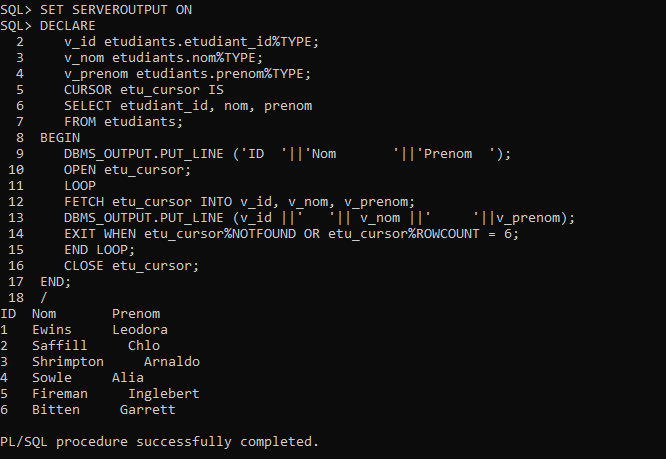 SQL> SET SERVEROUTPUT ON
SQL> DECLARE
  2     v_id etudiants.etudiant_id%TYPE;
  3     v_nom etudiants.nom%TYPE;
  4     v_prenom etudiants.prenom%TYPE;
  5     CURSOR etu_cursor IS
  6     SELECT etudiant_id, nom, prenom
  7     FROM etudiants;
  8  BEGIN
  9     DBMS_OUTPUT.PUT_LINE ('ID  '||'Nom       '||'Prenom  ');
 10     OPEN etu_cursor;
 11     LOOP
 12     FETCH etu_cursor INTO v_id, v_nom, v_prenom;
 13     DBMS_OUTPUT.PUT_LINE (v_id ||'   '|| v_nom ||'     '||v_prenom);
 14     EXIT WHEN etu_cursor%NOTFOUND OR etu_cursor%ROWCOUNT = 6;
 15     END LOOP;
 16     CLOSE etu_cursor;
 17  END;
 18  /
ID  Nom       Prenom
1   Ewins     Leodora
2   Saffill     Chlo
3   Shrimpton     Arnaldo
4   Sowle     Alia
5   Fireman     Inglebert
6   Bitten     Garrett

PL/SQL procedure successfully completed.